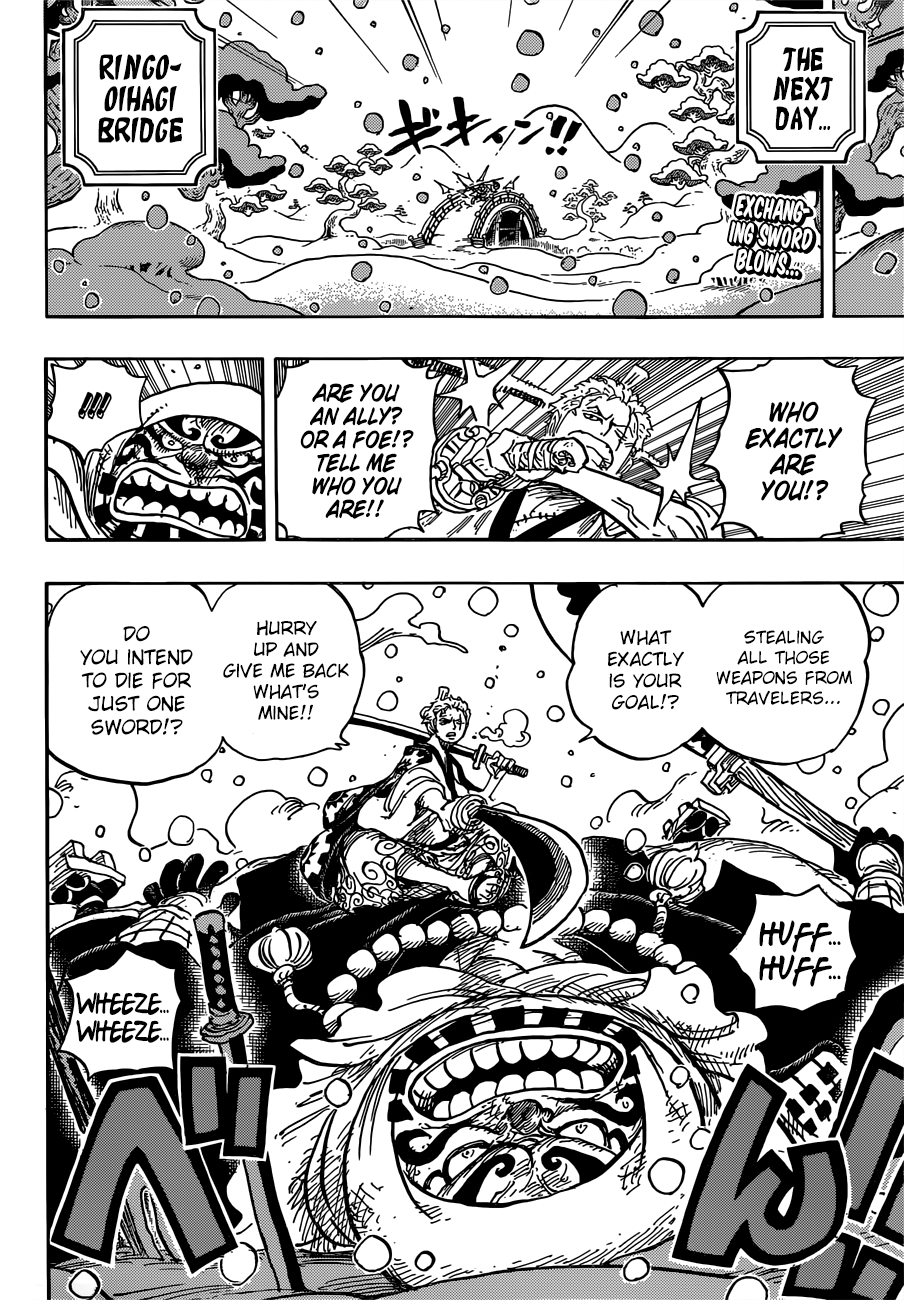 THE
NEXT
DAY...
RINGO-
OIHAGI
BRIDGE
ギキィン!!
EXCHANG-
ING SWORD
BLOWS...
WHO
EXACTLY
ARE
YOU!?
ARE YOU
AN ALLY?
OR A FOE!?
TELL ME
WHO YOU
ARE!!
!!!
STEALING
ALL THOSE
WEAPONS FROM
TRAVELERS...
WHAT
EXACTLY
IS YOUR
GOAL!?
HURRY
UP AND
GIVE ME BACK
WHAT'S
MINE!!
DO
YOU INTEND
TO DIE FOR
JUST ONE
SWORD!?
HUFF...
HUFF...
WHEEZE...
WHEEZE...
べん!!